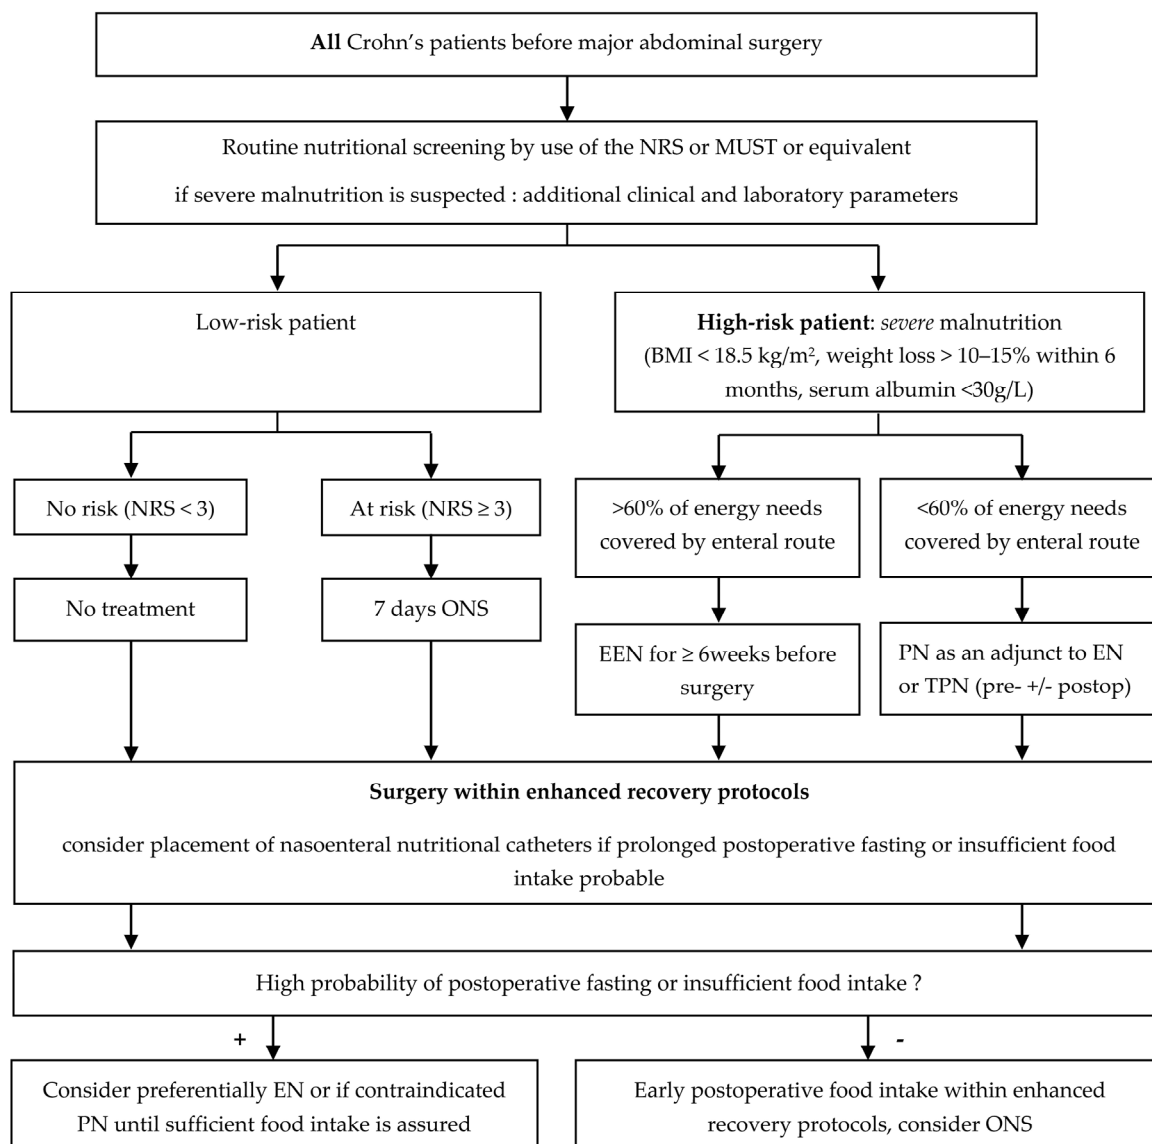 All Crohn’s patients before major abdominal surgery
Routine nutritional screening by use of the NRS or MUST or equivalent
if severe malnutrition is suspected : additional clinical and laboratory parameters
Low-risk patient
High-risk patient: severe malnutrition
(BMI < 18.5 kg/m², weight loss > 10–15% within 6
months, serum albumin <30g/L)
No risk (NRS < 3)
At risk (NRS ≥ 3)
>60% of energy needs
covered by enteral route
<60% of energy needs
covered by enteral route
No treatment
7 days ONS
EEN for ≥ 6weeks before
surgery
PN as an adjunct to EN
or TPN (pre- +/- postop)
Surgery within enhanced recovery protocols
consider placement of nasoenteral nutritional catheters if prolonged postoperative fasting or insufficient food
intake probable
High probability of postoperative fasting or insufficient food intake ?
+
-
Consider preferentially EN or if contraindicated
PN until sufficient food intake is assured
Early postoperative food intake within enhanced
recovery protocols, consider ONS